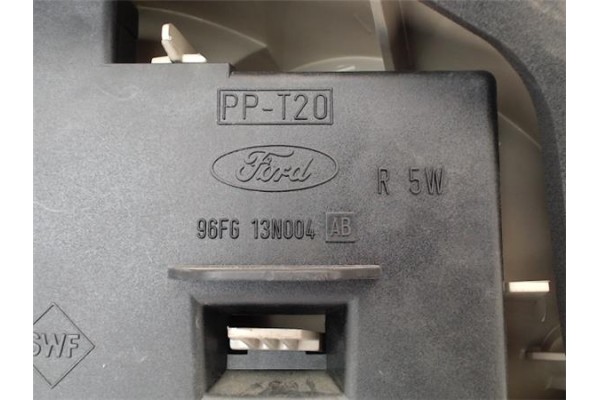 PP-T20
Ford
R 5W
96FG 13N004 AB
SWF